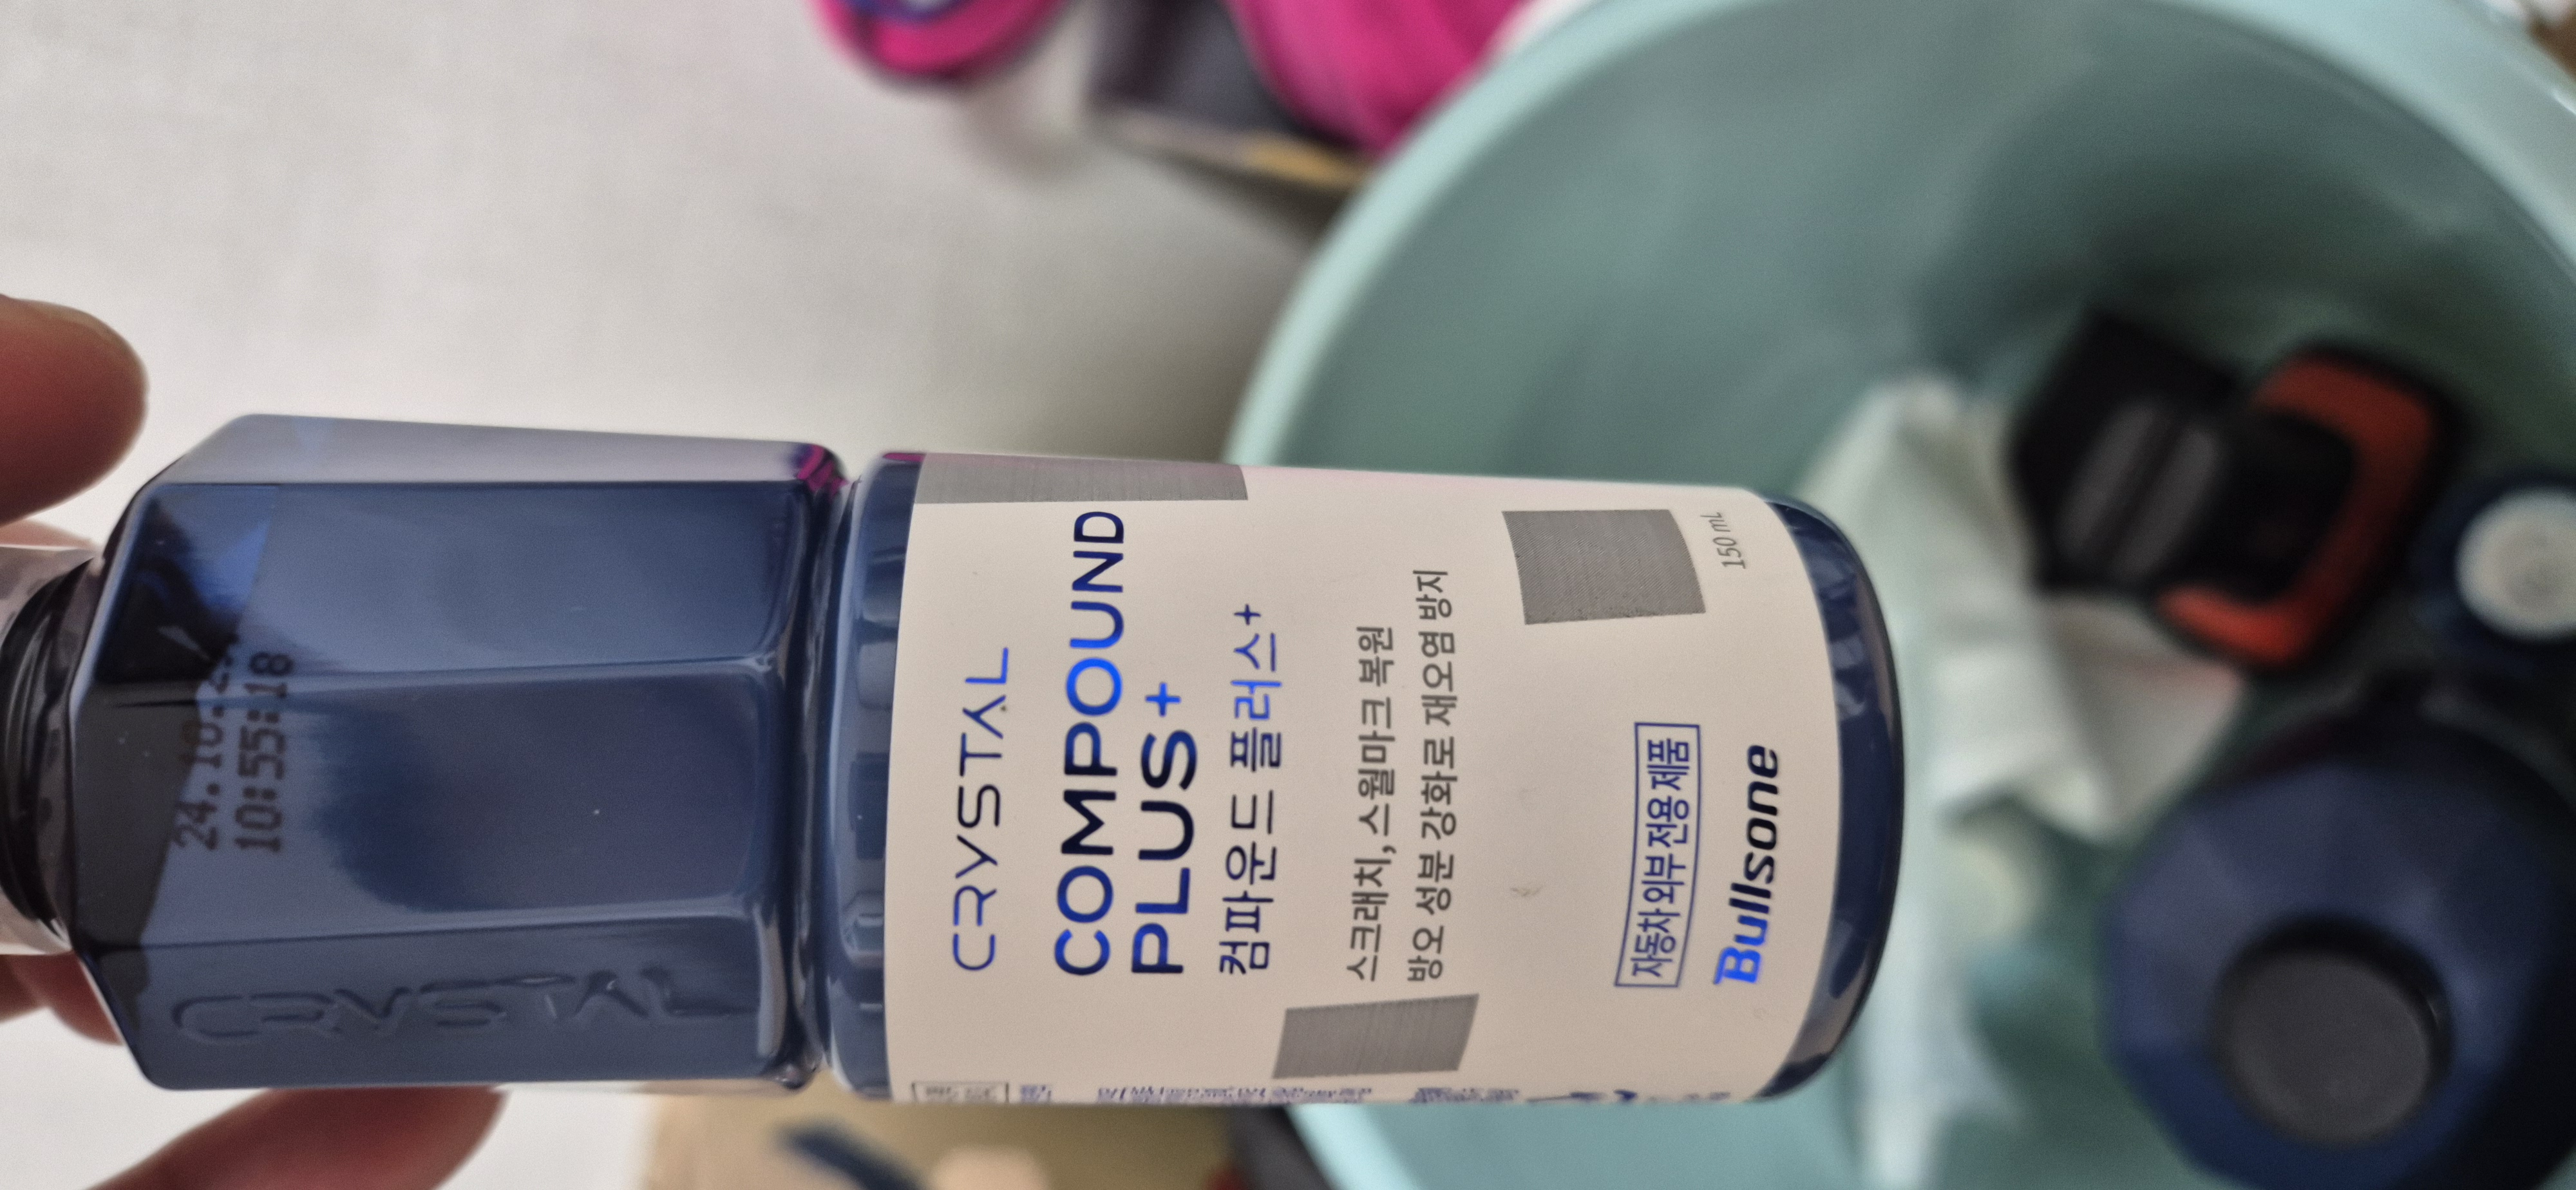 10:55:18
CRYSTAL
CRYSTAL
COMPOUND
PLUS+
컴파운드 플러스+
스크래치, 스월마크 복원
방오 성분 강화로 재오염 방지
150 mL
자동차 외부 전용 제품
Bullsone